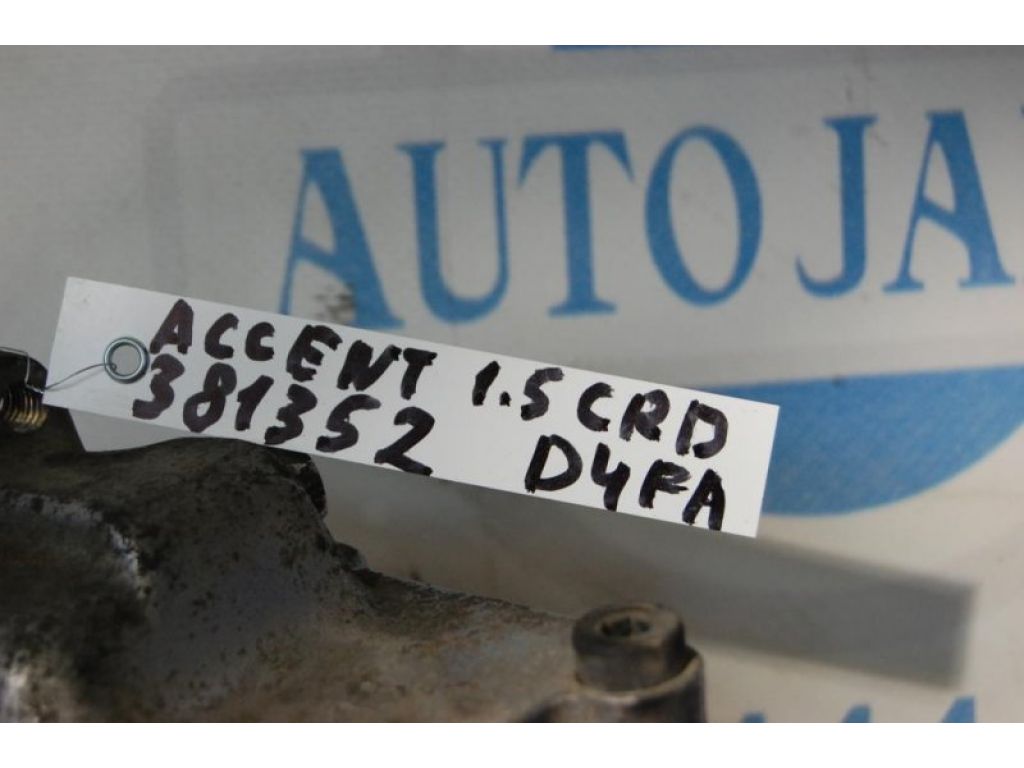 AUTO JA
ACCENT 1.5 CRD
381352 D4FA